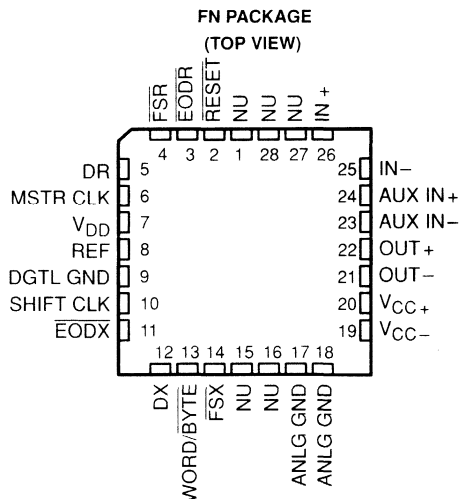 FN PACKAGE
(TOP VIEW)
FSR
EODR
RESET
NU
NU
NU
IN +
4 3 2 1 28 27 26
DR 5
MSTR CLK 6
VDD 7
REF 8
DGTL GND 9
SHIFT CLK 10
EODX 11
25 IN−
24 AUX IN+
23 AUX IN−
22 OUT+
21 OUT−
20 VCC+
19 VCC−
12 13 14 15 16 17 18
DX
WORD/BYTE
FSX
NU
NU
ANLG GND
ANLG GND